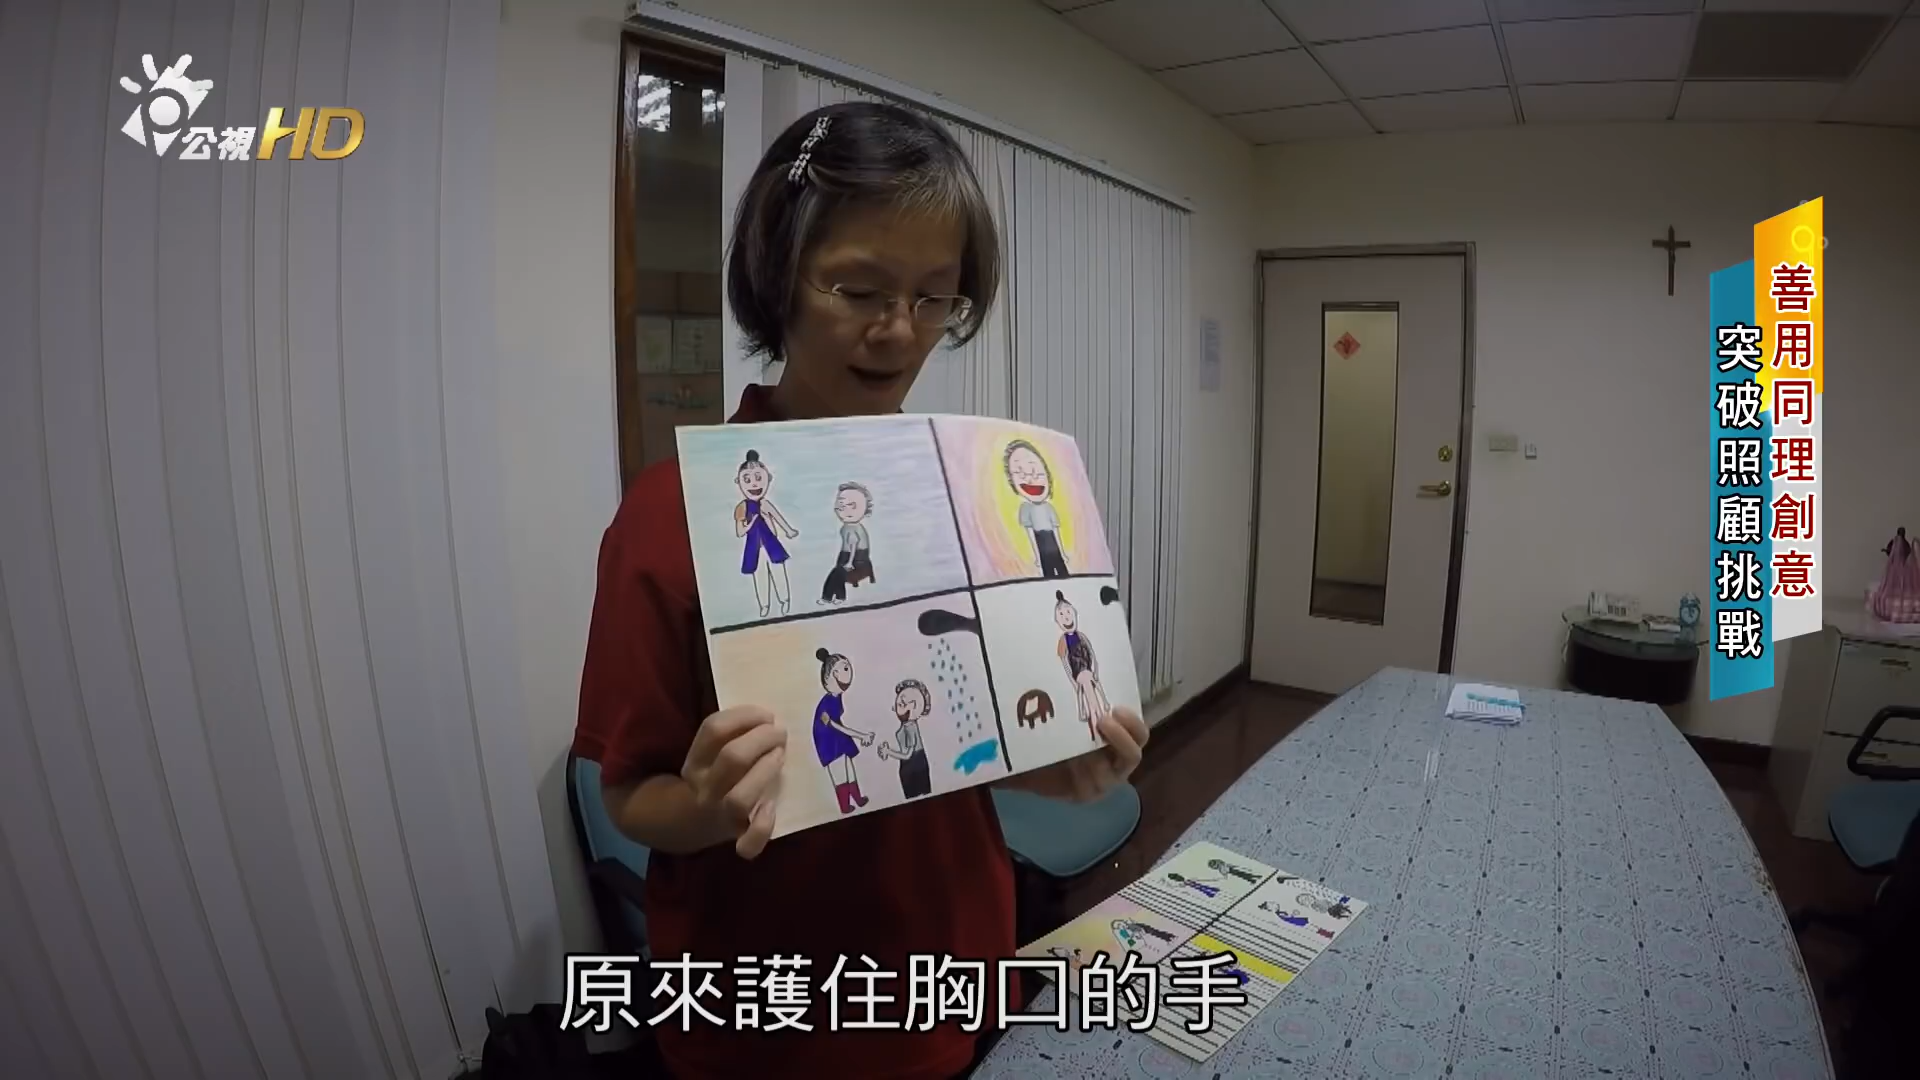 公視HD
善用同理創意
突破照顧挑戰
原來護住胸口的手